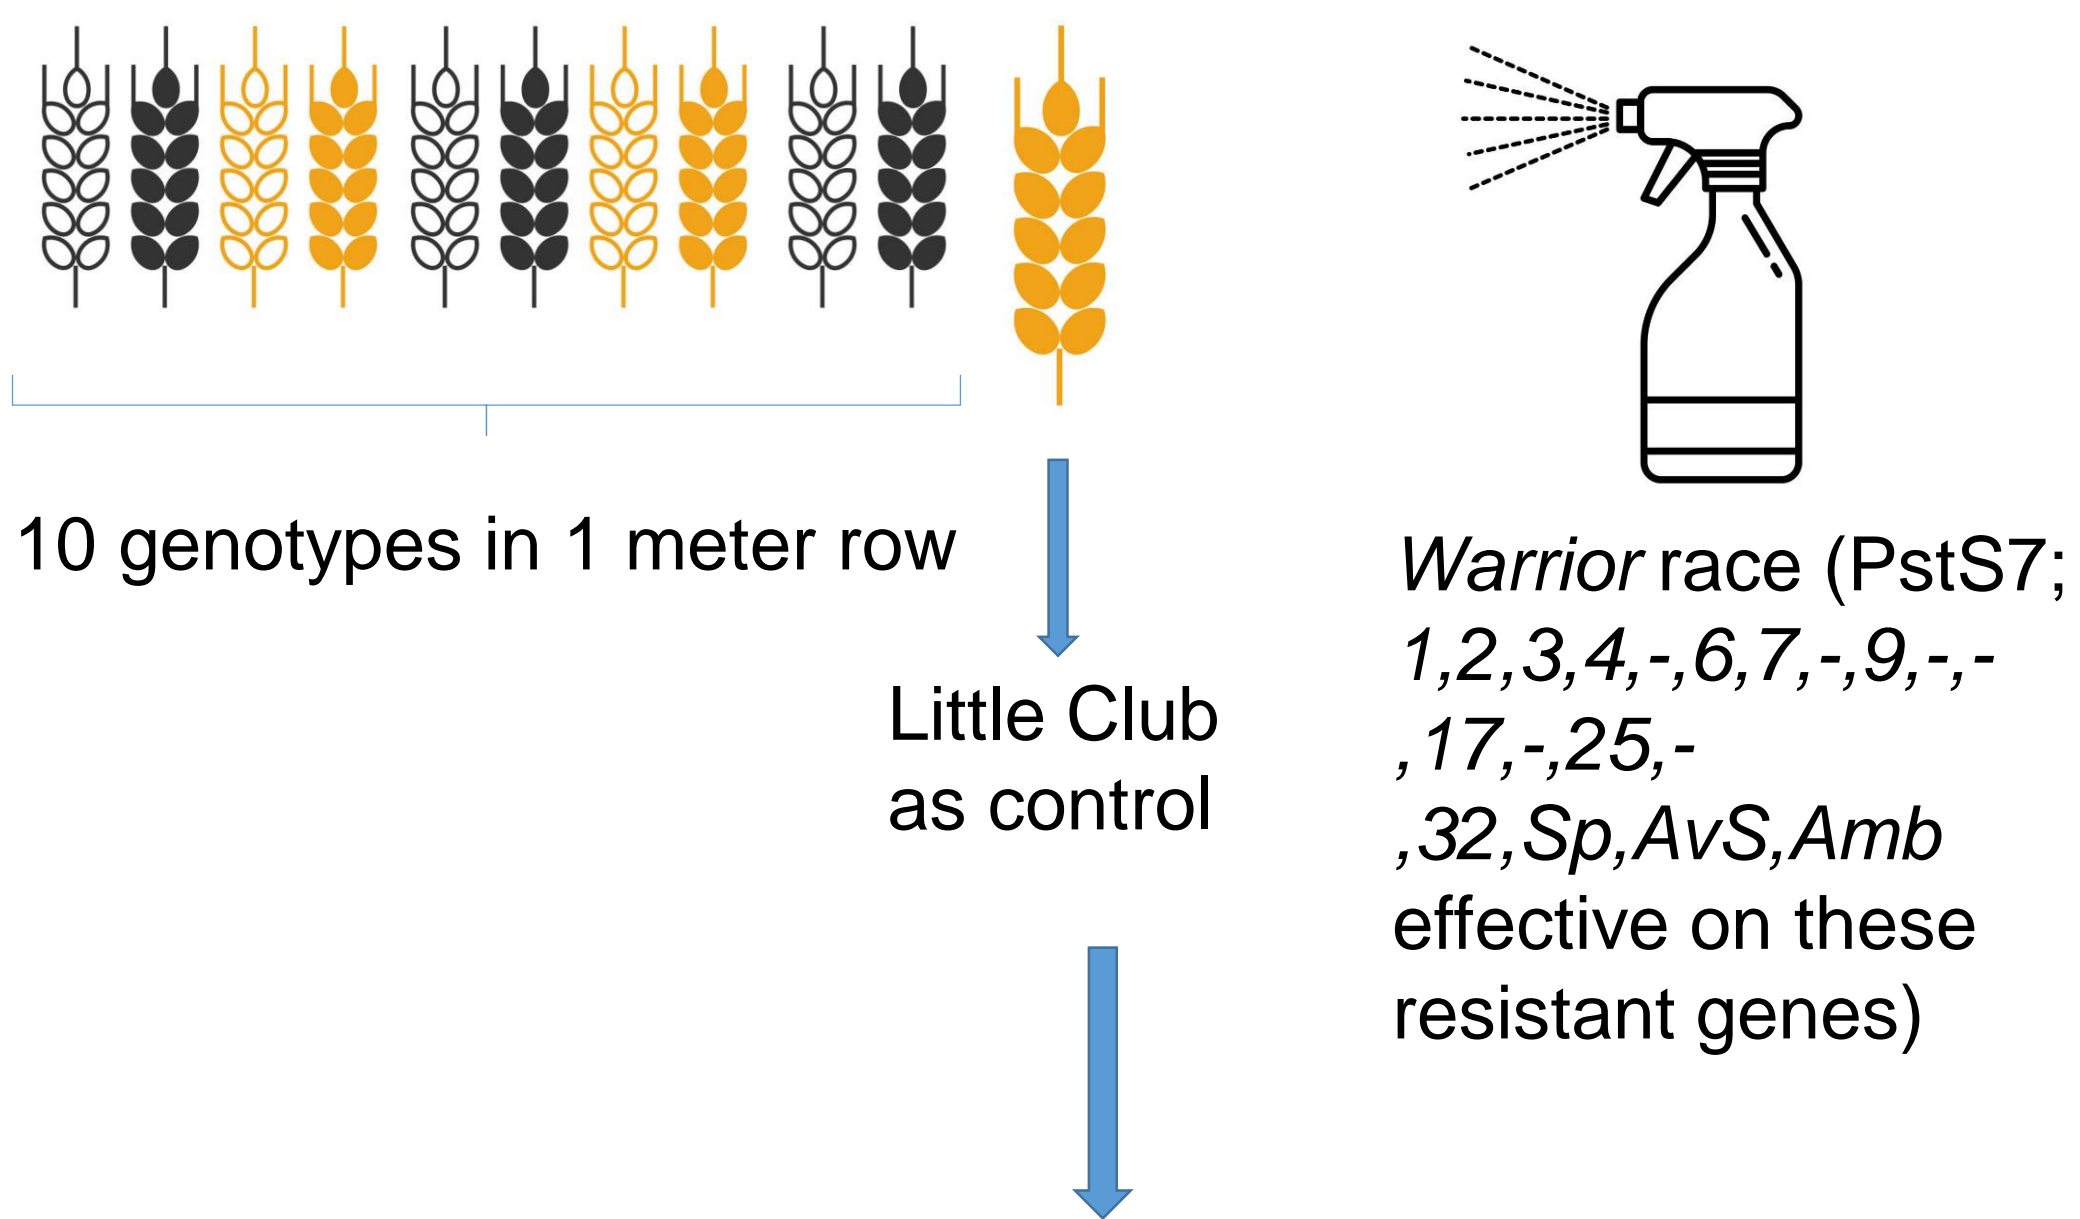 10 genotypes in 1 meter row
Little Club
as control
Warrior race (PstS7;
1,2,3,4,-,6,7,-,9,-,-
,17,-,25,-
,32,Sp,AvS,Amb
effective on these
resistant genes)